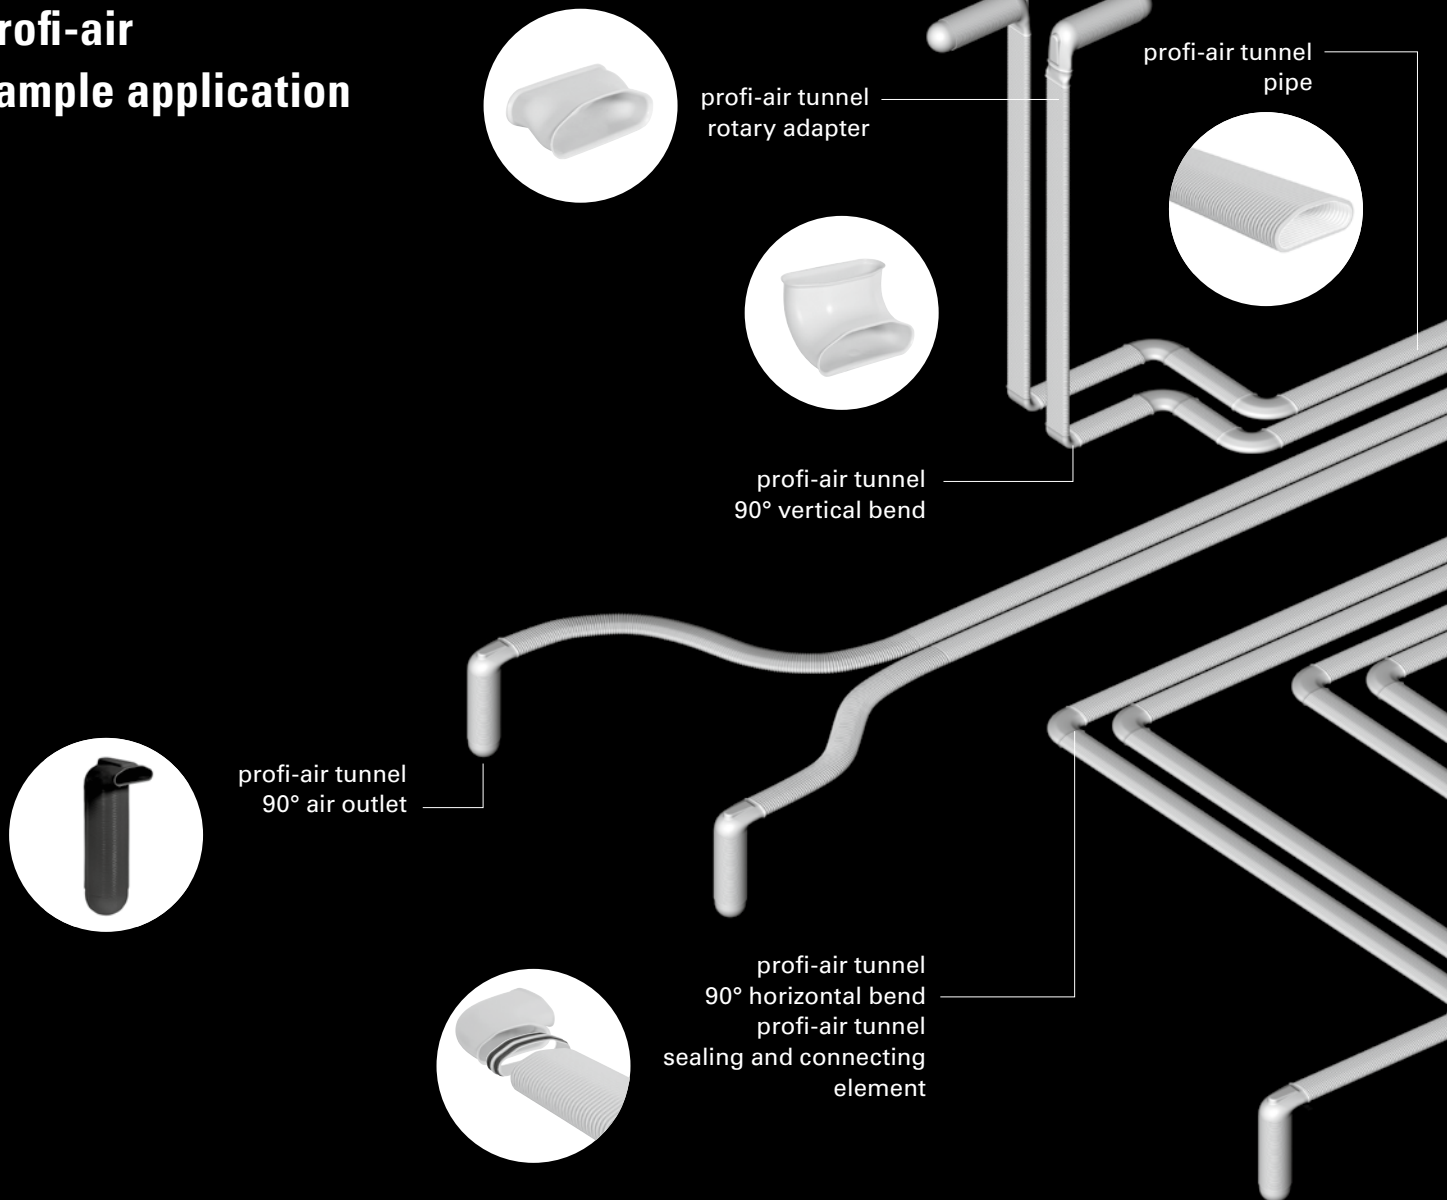 rofi-air
ample application
profi-air tunnel
rotary adapter
profi-air tunnel
pipe
profi-air tunnel
90° vertical bend
profi-air tunnel
90° air outlet
profi-air tunnel
90° horizontal bend
profi-air tunnel
sealing and connecting
element